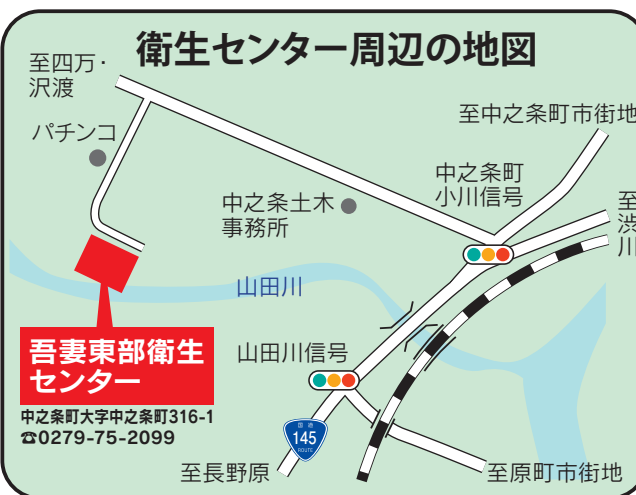 衛生センター周辺の地図
至四万・
沢渡
パチンコ
至中之条町市街地
中之条町
小川信号
至
渋
川
中之条土木
事務所
山田川
吾妻東部衛生
センター
山田川信号
中之条町大字中之条町316-1
☎0279-75-2099
国道
145
ROUTE
至長野原
至原町市街地